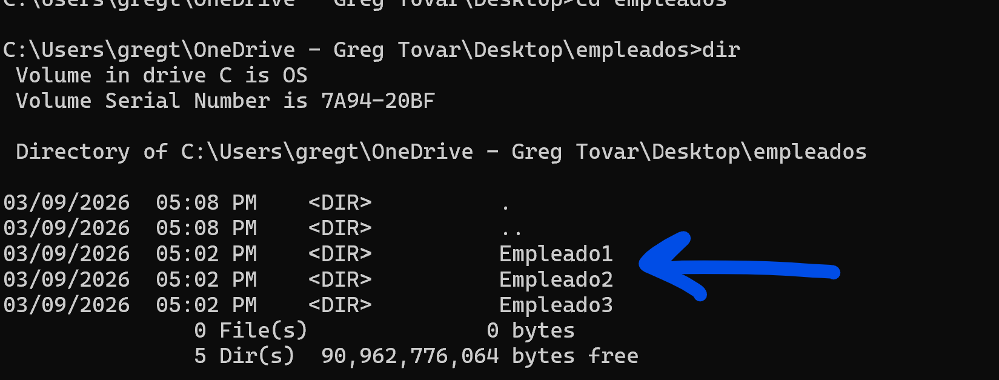 C:\Users\gregt\OneDrive - Greg Tovar\Desktop>cd empleados
C:\Users\gregt\OneDrive - Greg Tovar\Desktop\empleados>dir
Volume in drive C is OS
Volume Serial Number is 7A94-20BF
Directory of C:\Users\gregt\OneDrive - Greg Tovar\Desktop\empleados
03/09/2026  05:08 PM    <DIR>          .
03/09/2026  05:08 PM    <DIR>          ..
03/09/2026  05:02 PM    <DIR>          Empleado1
03/09/2026  05:02 PM    <DIR>          Empleado2
03/09/2026  05:02 PM    <DIR>          Empleado3
0 File(s)              0 bytes
5 Dir(s)  90,962,776,064 bytes free